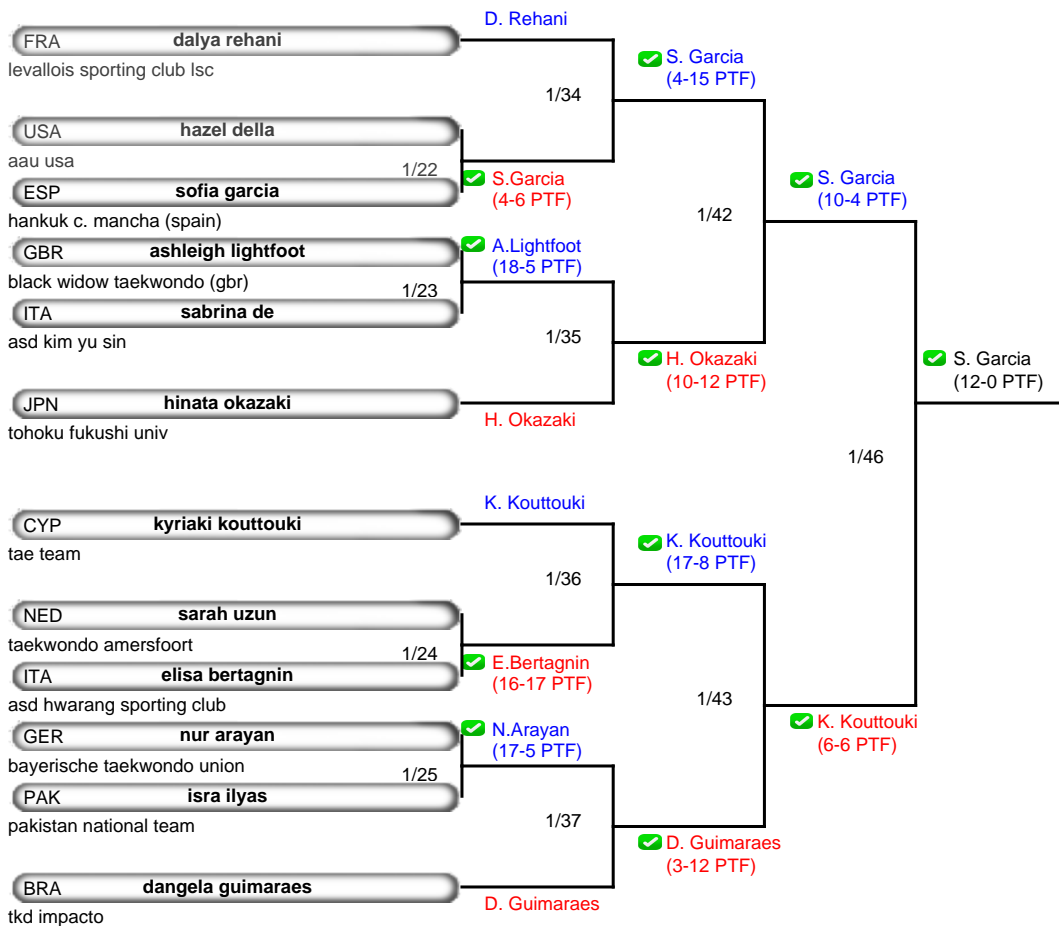 D. Rehani
FRA dalya rehani
levallois sporting club lsc
S. Garcia
(4-15 PTF)
1/34
USA hazel della
aau usa
1/22
S.Garcia
(4-6 PTF)
ESP sofia garcia
hankuk c. mancha (spain)
S. Garcia
(10-4 PTF)
1/42
GBR ashleigh lightfoot
black widow taekwondo (gbr)
A.Lightfoot
(18-5 PTF)
1/23
ITA sabrina de
asd kim yu sin
1/35
H. Okazaki
(10-12 PTF)
S. Garcia
(12-0 PTF)
JPN hinata okazaki
tohoku fukushi univ
H. Okazaki
1/46
K. Kouttouki
CYP kyriaki kouttouki
tae team
K. Kouttouki
(17-8 PTF)
1/36
NED sarah uzun
taekwondo amersfoort
1/24
E.Bertagnin
(16-17 PTF)
ITA elisa bertagnin
asd hwarang sporting club
1/43
K. Kouttouki
(6-6 PTF)
GER nur arayan
bayerische taekwondo union
N.Arayan
(17-5 PTF)
1/25
PAK isra ilyas
pakistan national team
1/37
D. Guimaraes
(3-12 PTF)
BRA dangela guimaraes
tkd impacto
D. Guimaraes